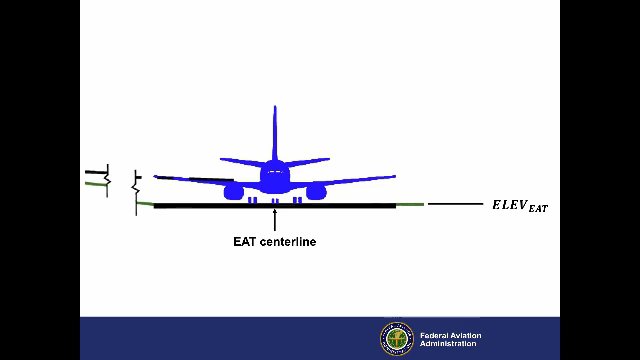 ELEV_EAT
EAT centerline
Federal Aviation
Administration